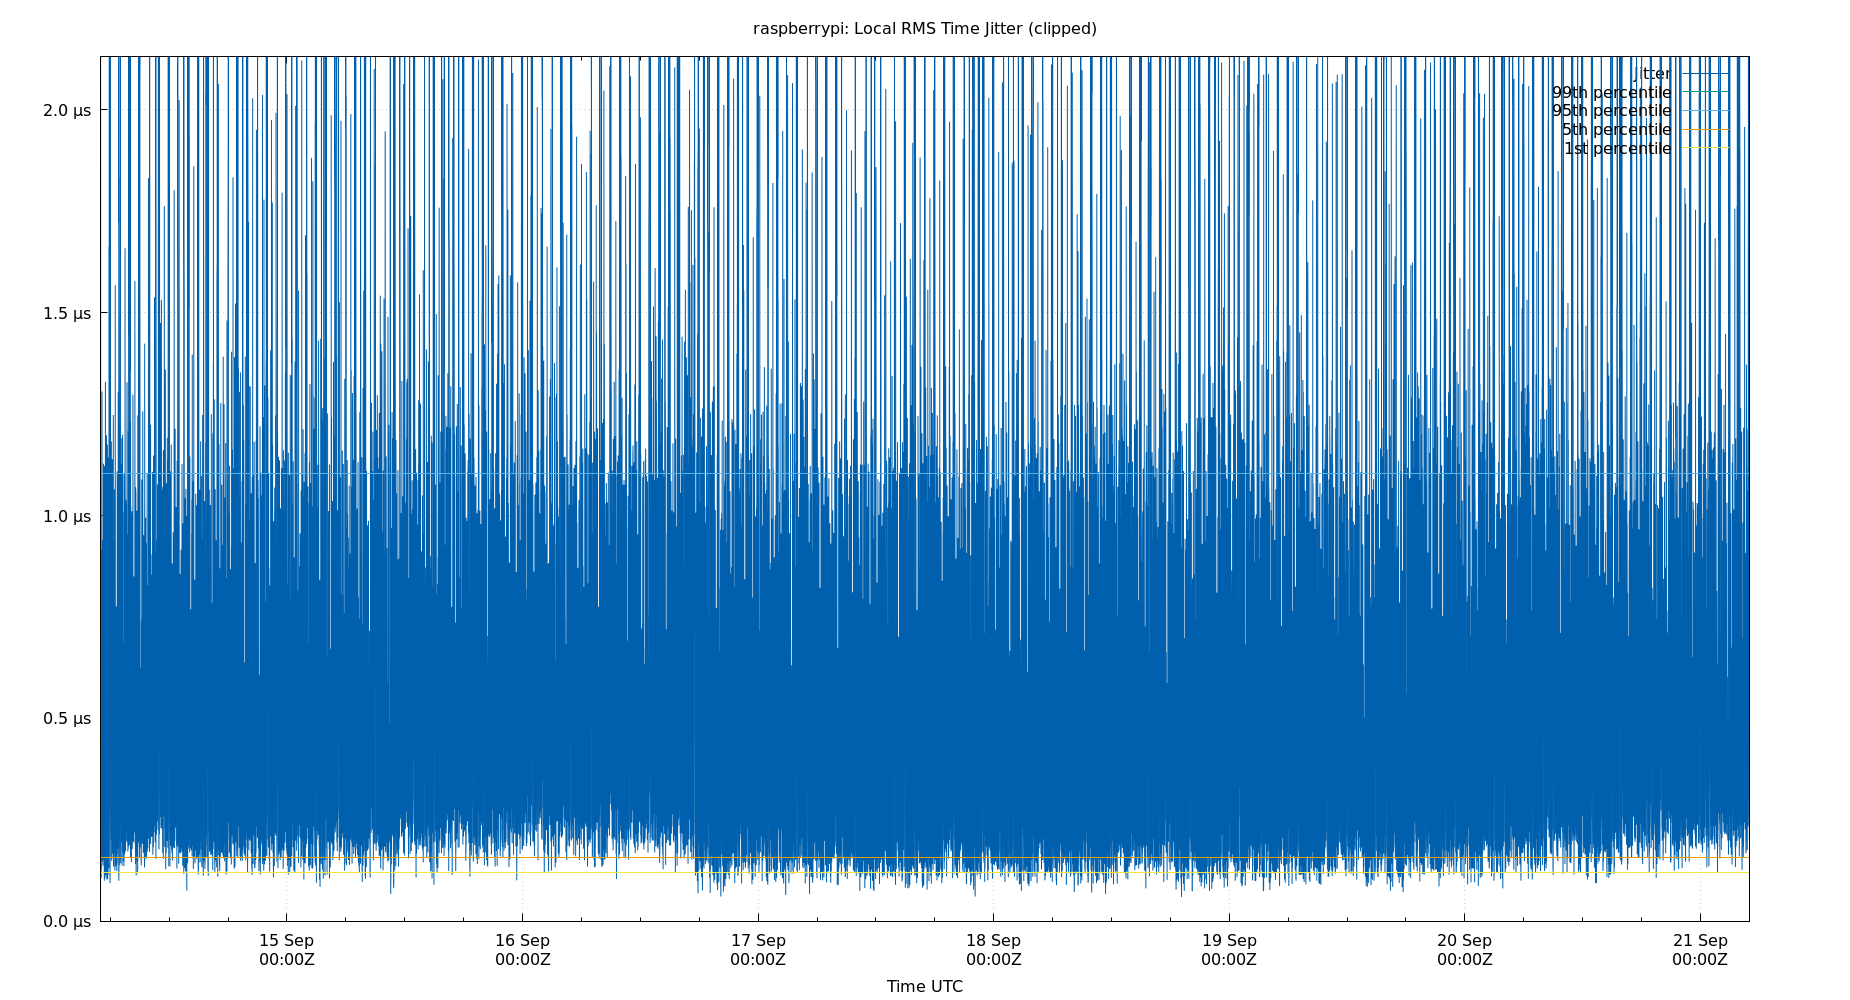 raspberrypi: Local RMS Time Jitter (clipped)
jitter
99th percentile
95th percentile
5th percentile
1st percentile
2.0 μs
1.5 μs
1.0 μs
0.5 μs
0.0 μs
15 Sep 16 Sep 17 Sep 18 Sep 19 Sep 20 Sep 21 Sep
00:00Z 00:00Z 00:00Z 00:00Z 00:00Z 00:00Z 00:00Z
Time UTC